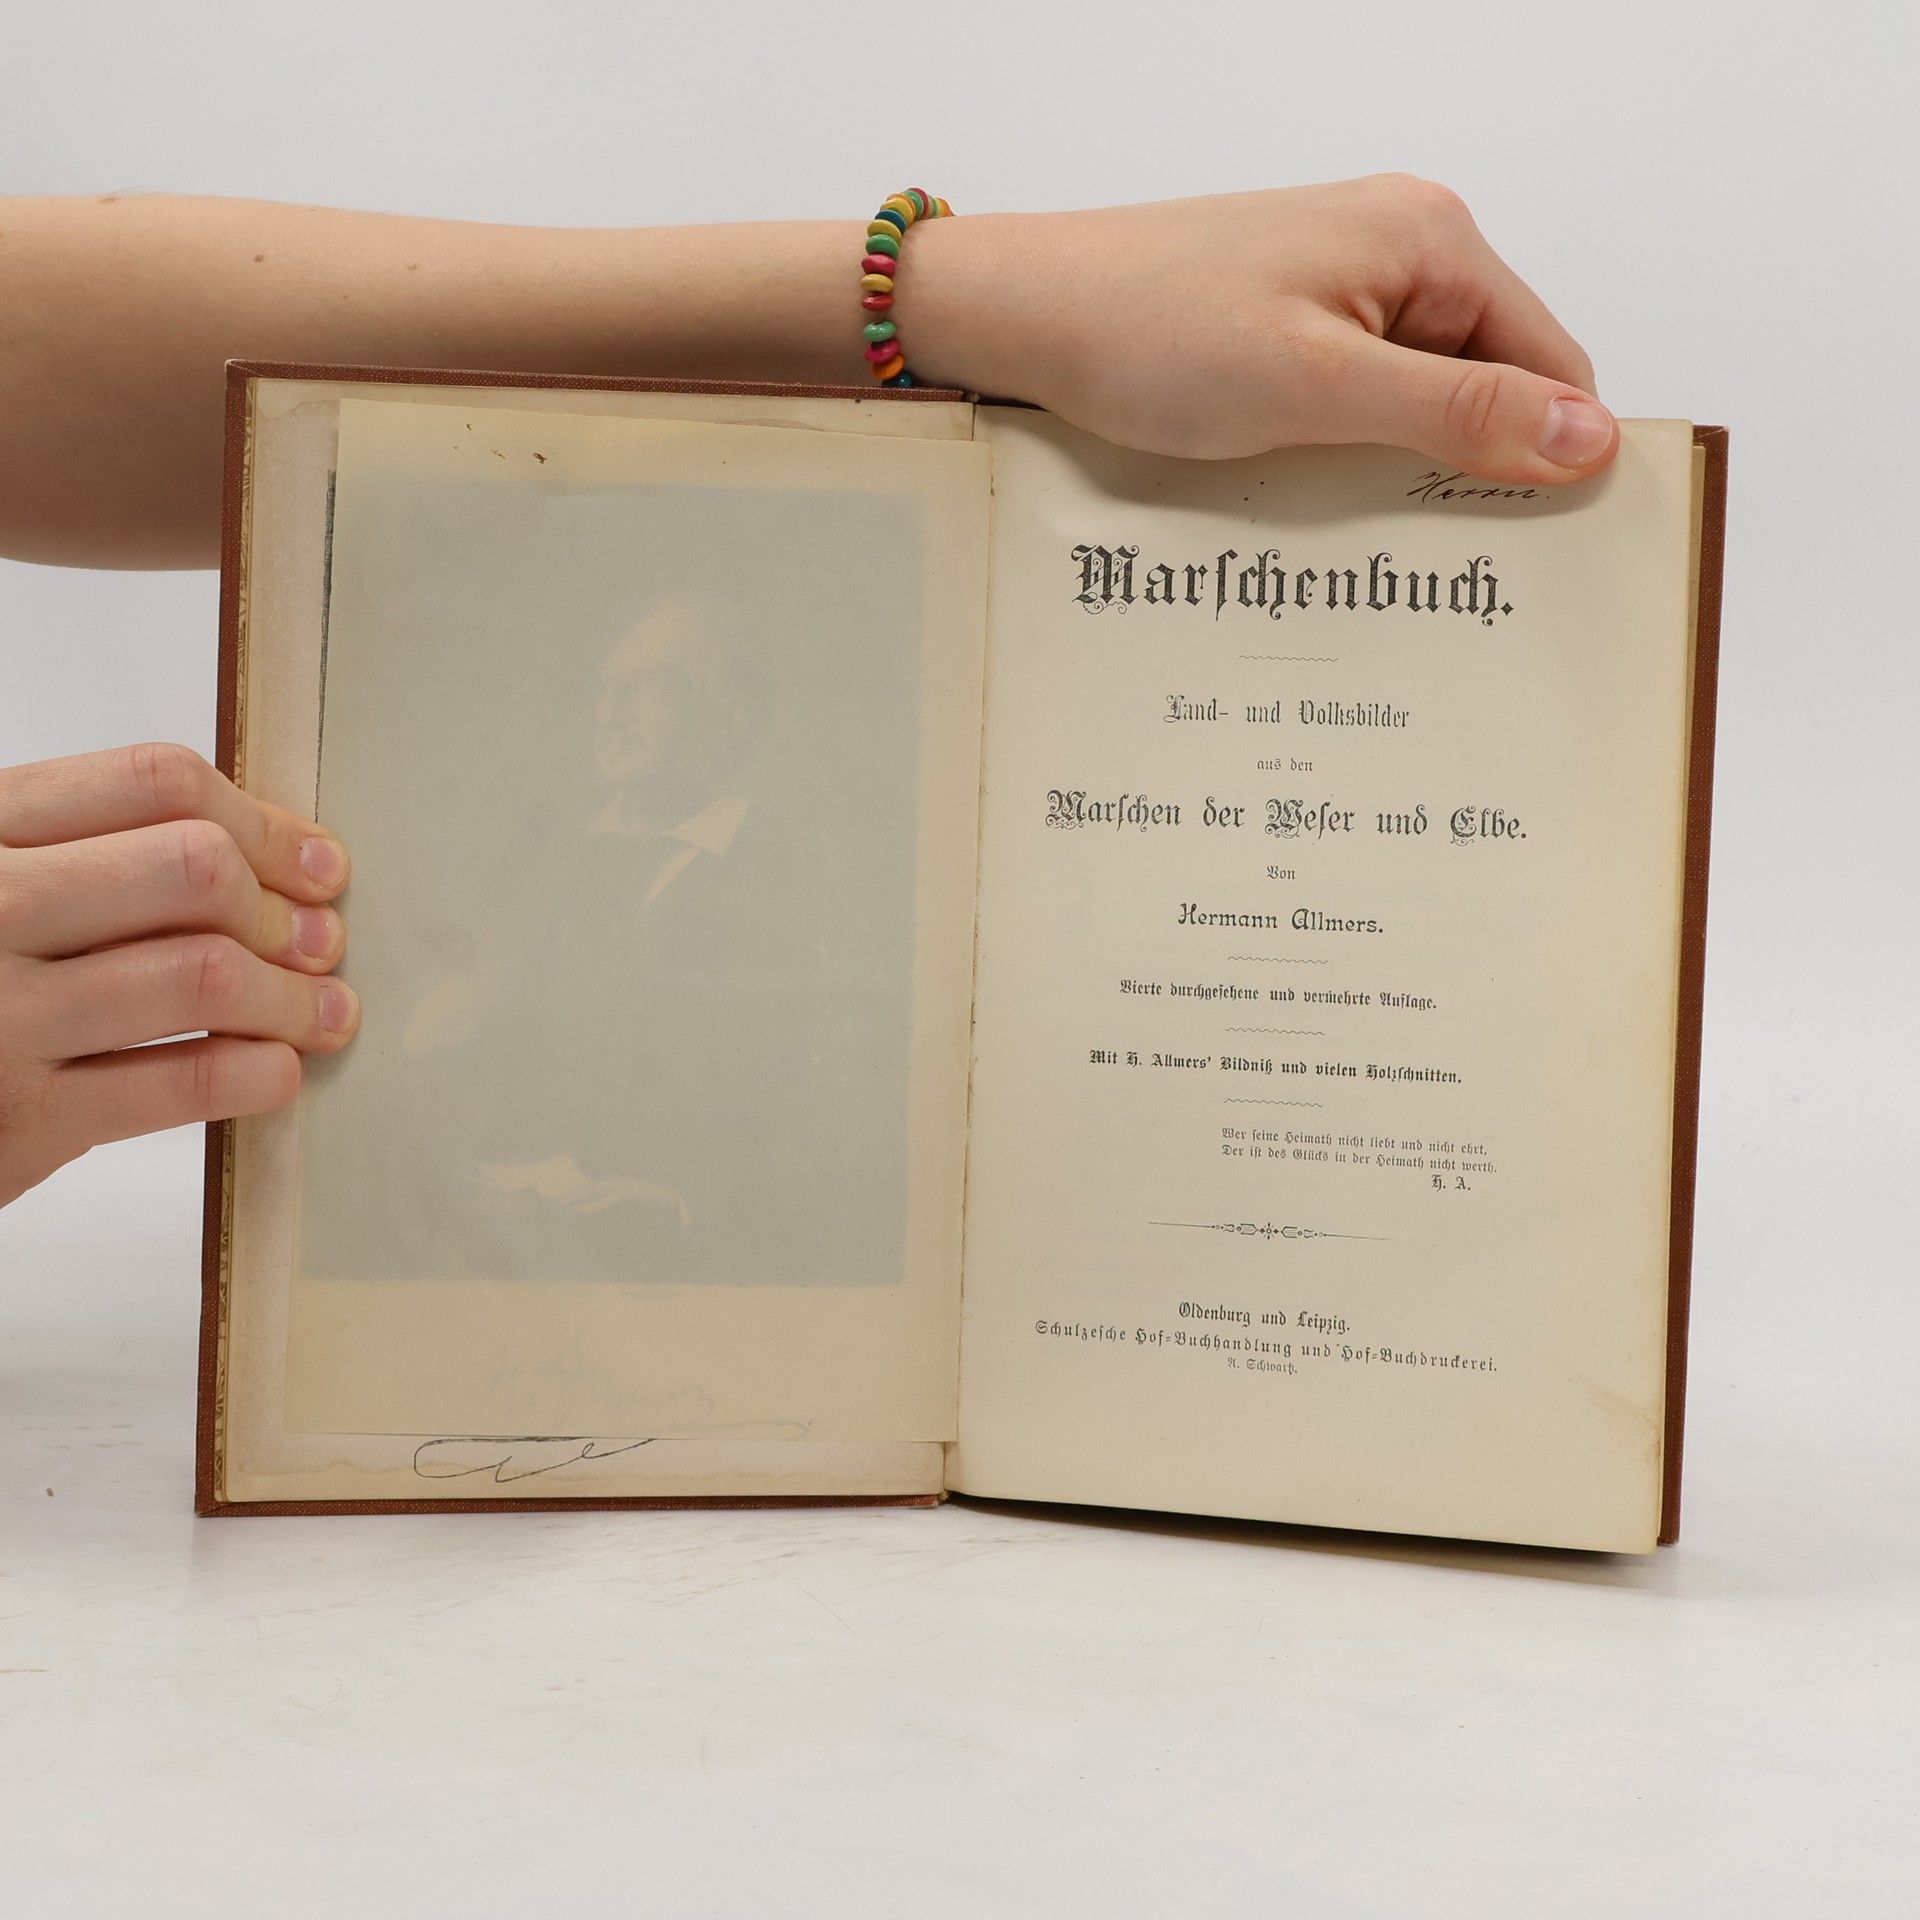 Herrn
Marschenbuch.
Land- und Volksbilder
aus den
Marschen der Weser und Elbe.
Von
Hermann Allmers.
Vierte durchgesehene und vermehrte Auflage.
Mit H. Allmers' Bildniß und vielen Holzschnitten.
Wer seine Heimath nicht liebt und nicht ehrt,
Der ist des Glücks in der Heimath nicht werth.
H. A.
Oldenburg und Leipzig.
Schulzesche Hof-Buchhandlung und Hof-Buchdruckerei.
A. Schwartz.